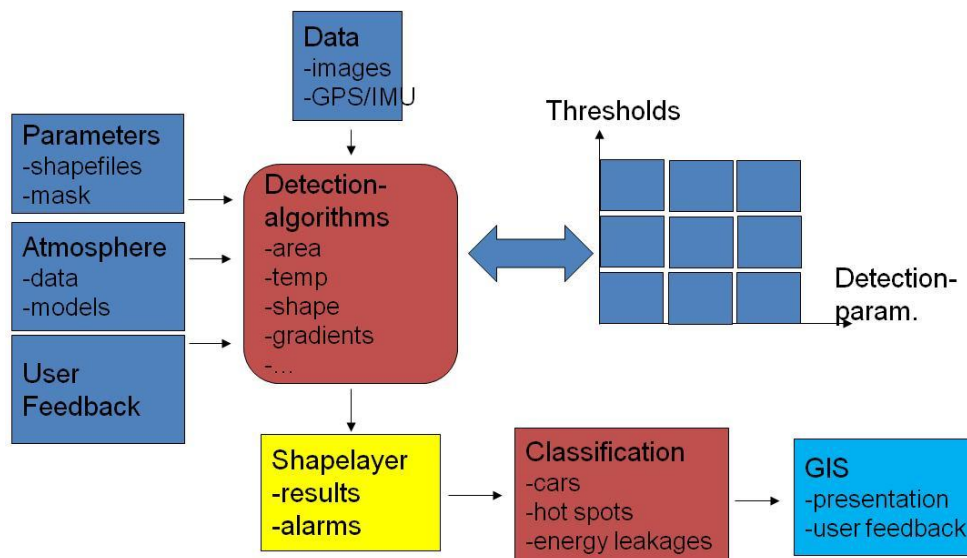 Data
-images
-GPS/IMU
Parameters
-shapefiles
-mask
Atmosphere
-data
-models
User
Feedback
Detection-
algorithms
-area
-temp
-shape
-gradients
-...
Thresholds
Detection-
param.
Shapelayer
-results
-alarms
Classification
-cars
-hot spots
-energy leakages
GIS
-presentation
-user feedback